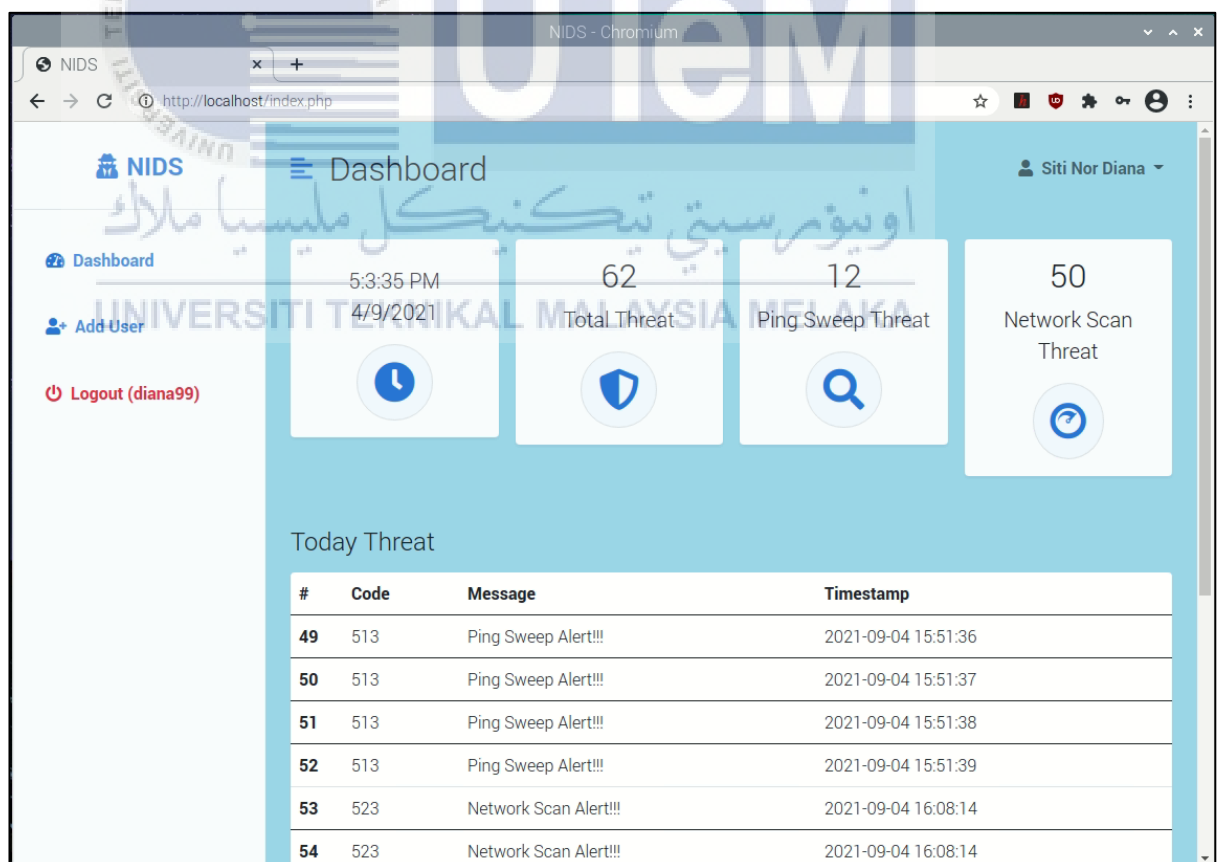 NIDS - Chromium
NIDS
http://localhost/index.php
NIDS
Dashboard
Siti Nor Diana
UTeM
اونيۏرسيتي تيكنيكل مليسيا ملاك
UNIVERSITI TEKNIKAL MALAYSIA MELAKA
Dashboard
Add User
Logout (diana99)
5:3:35 PM
4/9/2021
62
Total Threat
12
Ping Sweep Threat
50
Network Scan
Threat
Today Threat
# Code Message Timestamp
49 513 Ping Sweep Alert!!! 2021-09-04 15:51:36
50 513 Ping Sweep Alert!!! 2021-09-04 15:51:37
51 513 Ping Sweep Alert!!! 2021-09-04 15:51:38
52 513 Ping Sweep Alert!!! 2021-09-04 15:51:39
53 523 Network Scan Alert!!! 2021-09-04 16:08:14
54 523 Network Scan Alert!!! 2021-09-04 16:08:14